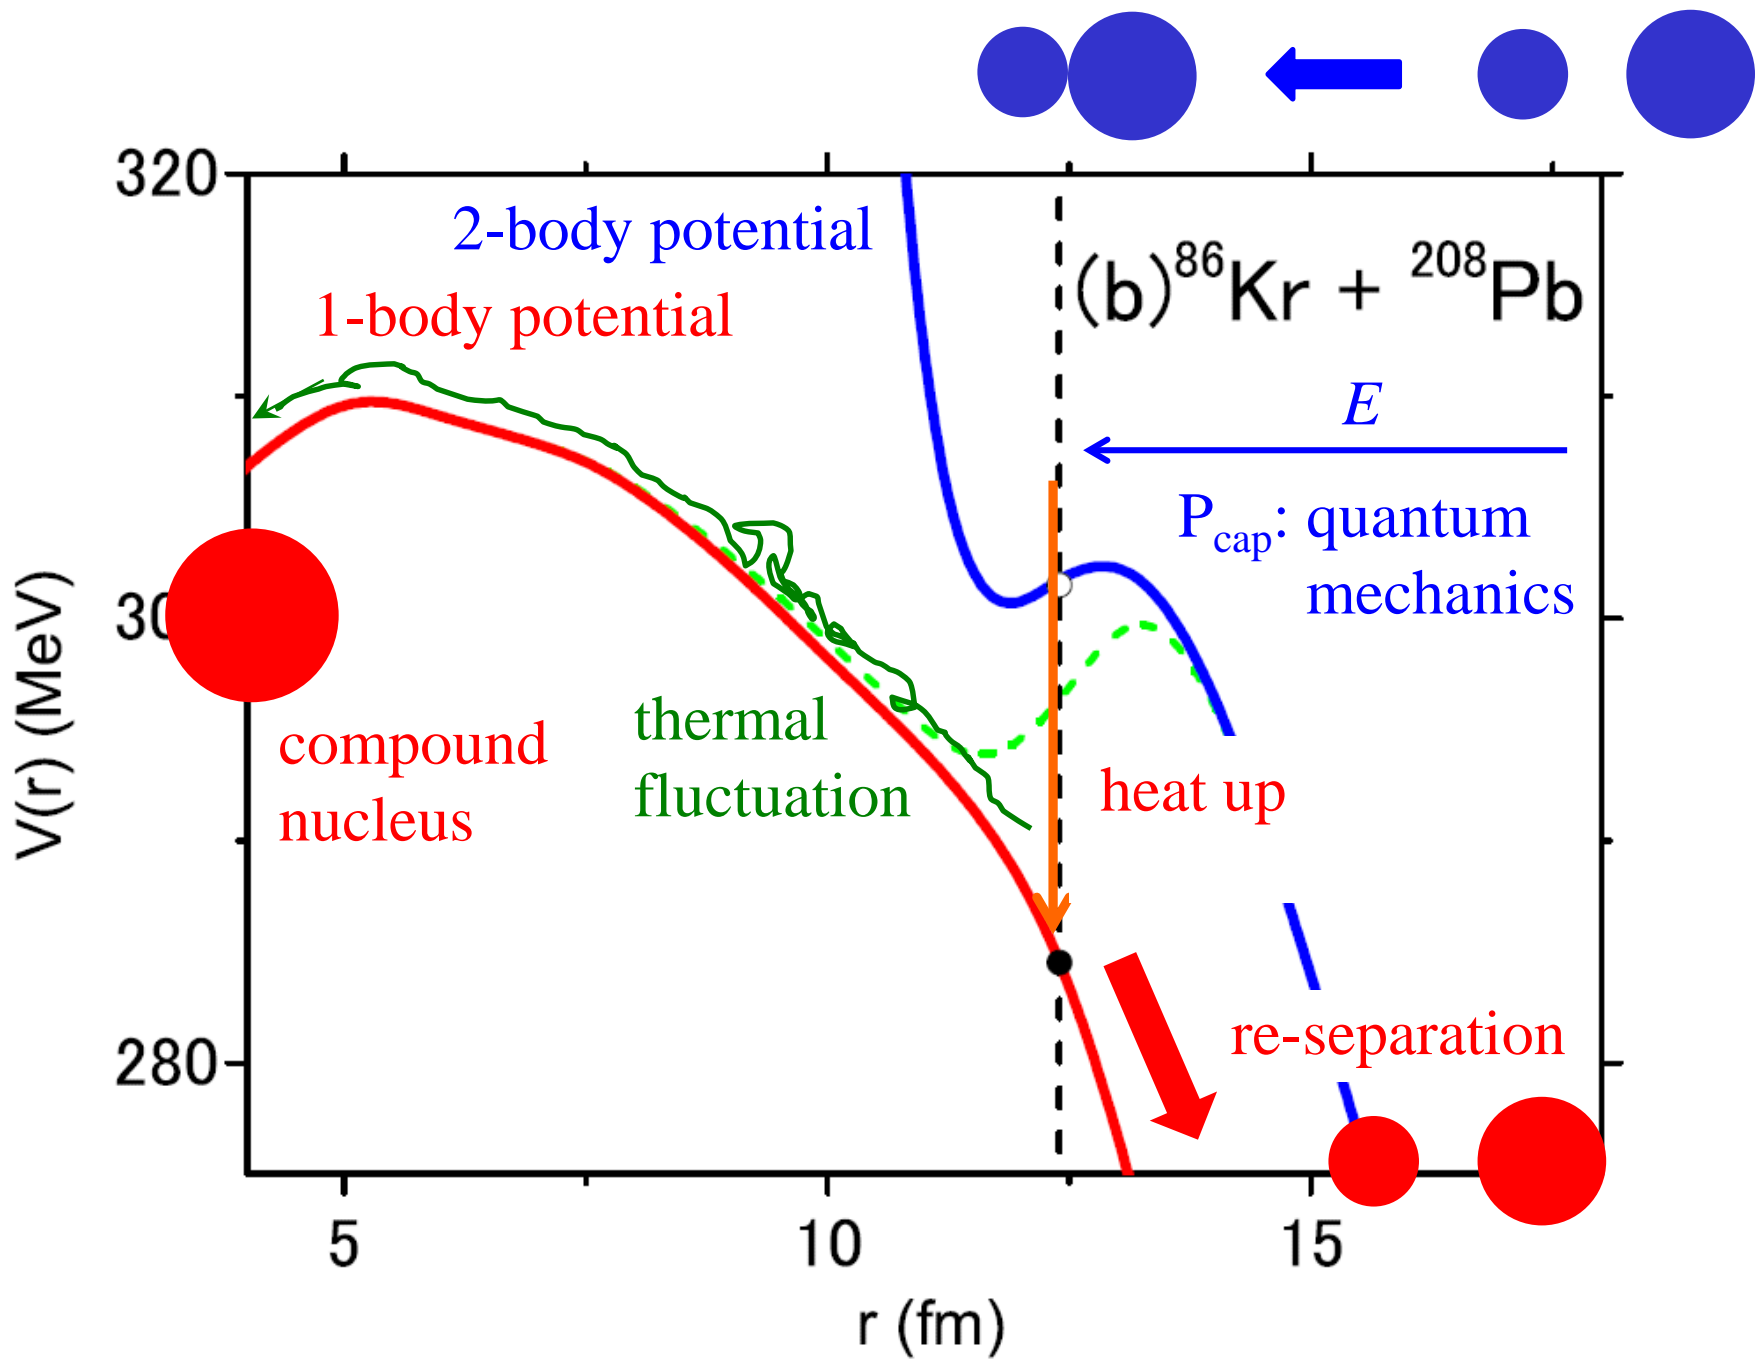 320
2-body potential
(b)⁸⁶Kr + ²⁰⁸Pb
1-body potential
E
P_cap: quantum
mechanics
30
V(r) (MeV)
thermal
fluctuation
compound
nucleus
heat up
re-separation
280
5 10 15
r (fm)